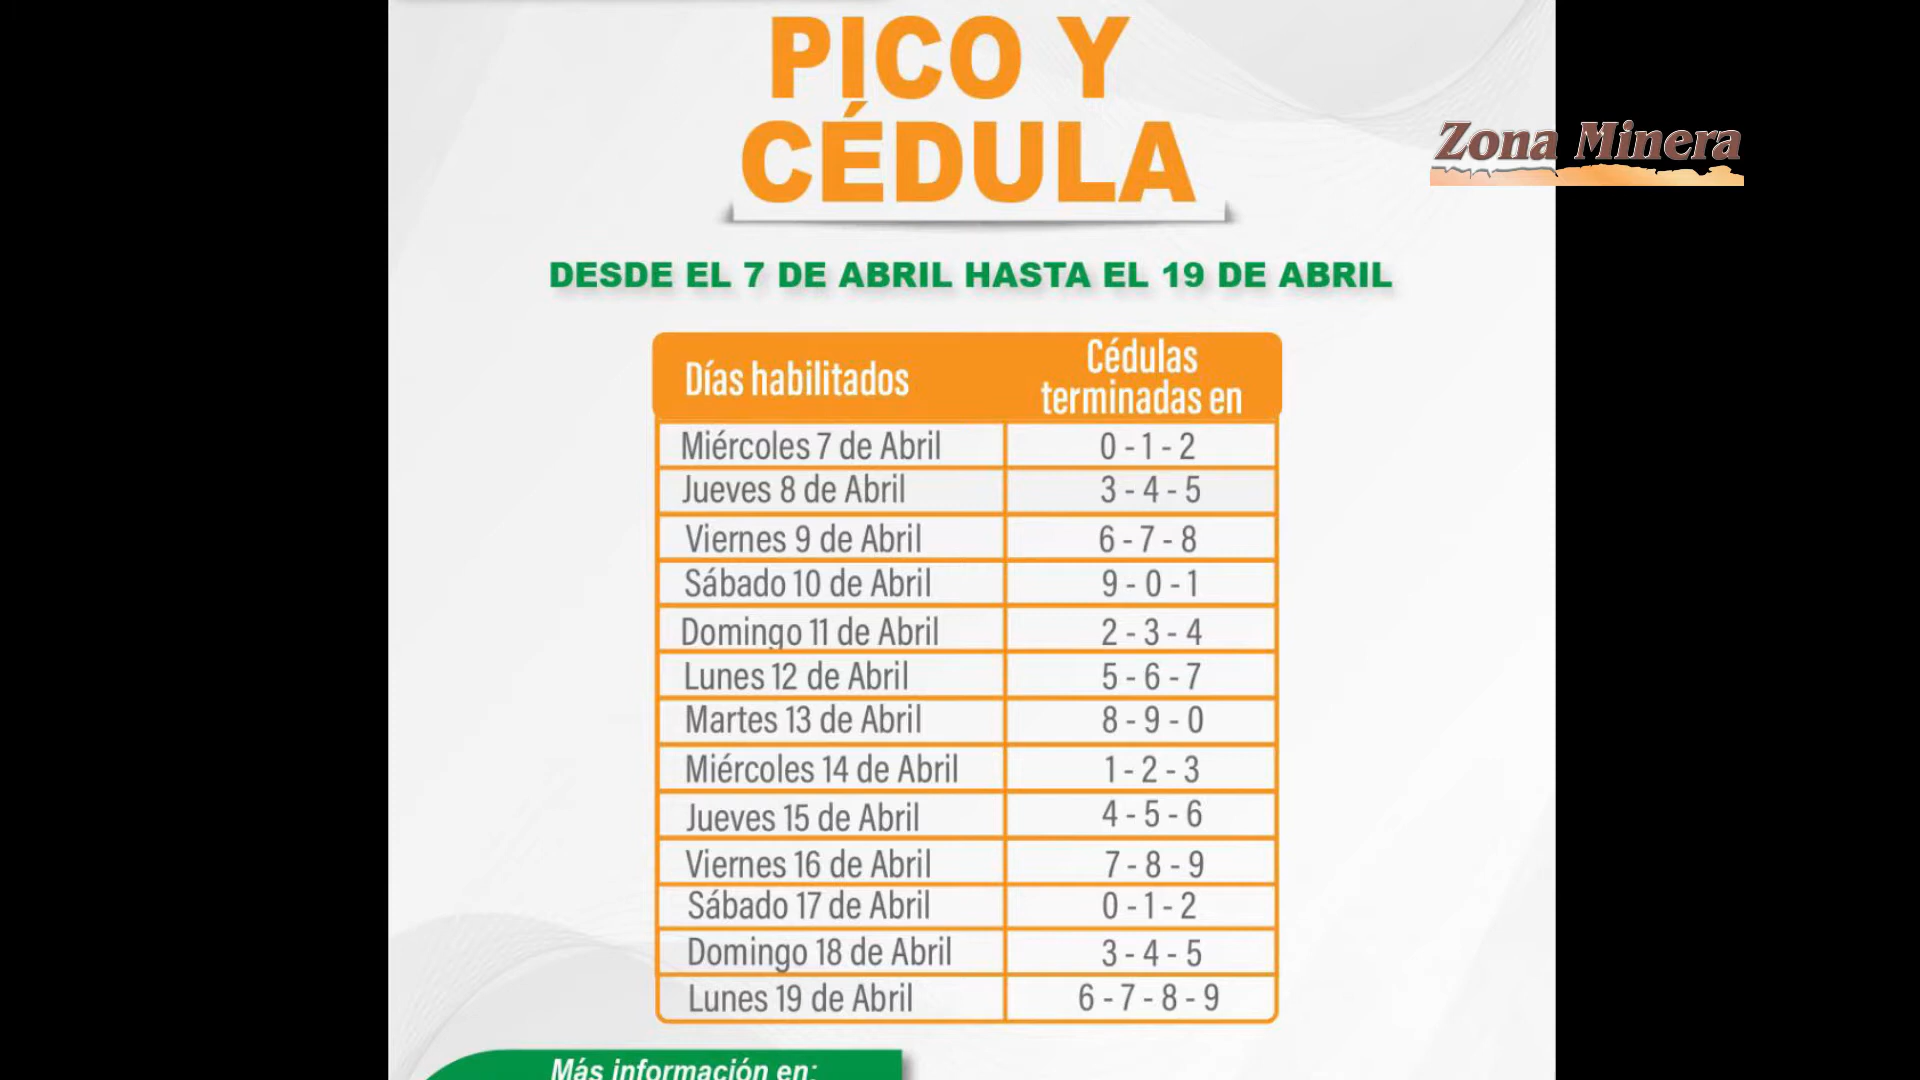 PICO Y
CÉDULA
Zona Minera
DESDE EL 7 DE ABRIL HASTA EL 19 DE ABRIL
Días habilitados
Cédulas
terminadas en
Miércoles 7 de Abril 0 - 1 - 2
Jueves 8 de Abril 3 - 4 - 5
Viernes 9 de Abril 6 - 7 - 8
Sábado 10 de Abril 9 - 0 - 1
Domingo 11 de Abril 2 - 3 - 4
Lunes 12 de Abril 5 - 6 - 7
Martes 13 de Abril 8 - 9 - 0
Miércoles 14 de Abril 1 - 2 - 3
Jueves 15 de Abril 4 - 5 - 6
Viernes 16 de Abril 7 - 8 - 9
Sábado 17 de Abril 0 - 1 - 2
Domingo 18 de Abril 3 - 4 - 5
Lunes 19 de Abril 6 - 7 - 8 - 9
Más información en: